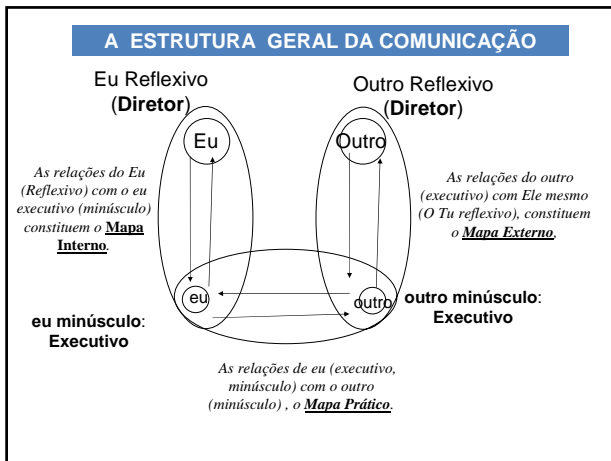 A ESTRUTURA GERAL DA COMUNICAÇÃO
Eu Reflexivo
(Diretor)
Outro Reflexivo
(Diretor)
Eu
Outro
As relações do Eu
(Reflexivo) com o eu
executivo (minúsculo)
constituem o Mapa
Interno.
As relações do outro
(executivo) com Ele mesmo
(O Tu reflexivo), constituem
o Mapa Externo.
eu
outro
eu minúsculo:
Executivo
outro minúsculo:
Executivo
As relações de eu (executivo,
minúsculo) com o outro
(minúsculo) , o Mapa Prático.